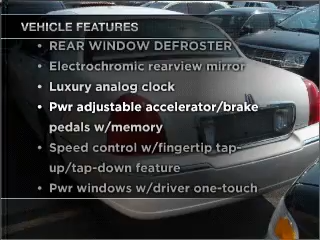 VEHICLE FEATURES
• REAR WINDOW DEFROSTER
• Electrochromic rearview mirror
• Luxury analog clock
• Pwr adjustable accelerator/brake
pedals w/memory
• Speed control w/fingertip tap-
up/tap-down feature
• Pwr windows w/driver one-touch